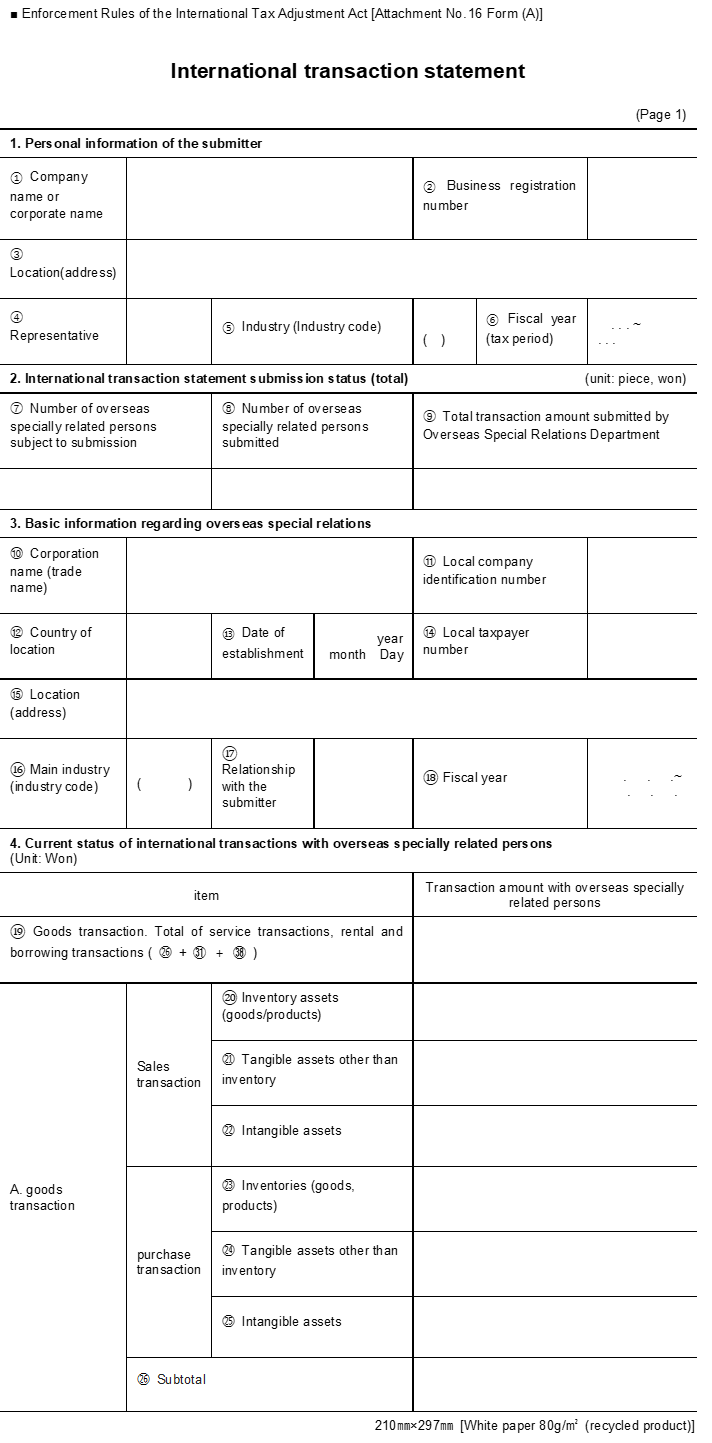 ■ Enforcement Rules of the International Tax Adjustment Act [Attachment No. 16 Form (A)]
International transaction statement
(Page 1)
1. Personal information of the submitter
① Company
name or
corporate name
② Business registration
number
③
Location(address)
④
Representative
⑤ Industry (Industry code)
( )
⑥ Fiscal year
(tax period)
. . . ~
. . .
2. International transaction statement submission status (total)
(unit: piece, won)
⑦ Number of overseas
specially related persons
subject to submission
⑧ Number of overseas
specially related persons
submitted
⑨ Total transaction amount submitted by
Overseas Special Relations Department
3. Basic information regarding overseas special relations
⑩ Corporation
name (trade
name)
⑪ Local company
identification number
⑫ Country of
location
⑬ Date of
establishment
year
month Day
⑭ Local taxpayer
number
⑮ Location
(address)
⑯ Main industry
(industry code)
( )
⑰
Relationship
with the
submitter
⑱ Fiscal year
. . .~
. . .
4. Current status of international transactions with overseas specially related persons
(Unit: Won)
item
Transaction amount with overseas specially
related persons
⑲ Goods transaction. Total of service transactions, rental and
borrowing transactions ( ㉖ + ㉛ + ㊳ )
A. goods
transaction
Sales
transaction
⑳ Inventory assets
(goods/products)
㉑ Tangible assets other than
inventory
㉒ Intangible assets
purchase
transaction
㉓ Inventories (goods,
products)
㉔ Tangible assets other than
inventory
㉕ Intangible assets
㉖ Subtotal
210㎜×297㎜ [White paper 80g/㎡ (recycled product)]